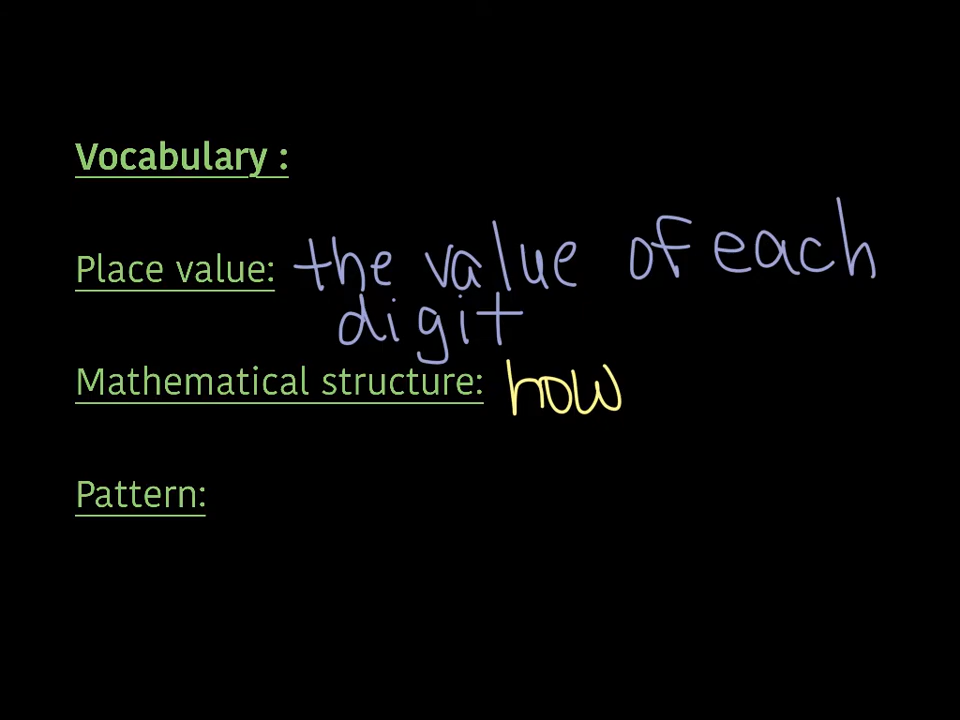 Vocabulary :
Place value: the value of each
digit
Mathematical structure: how
Pattern: